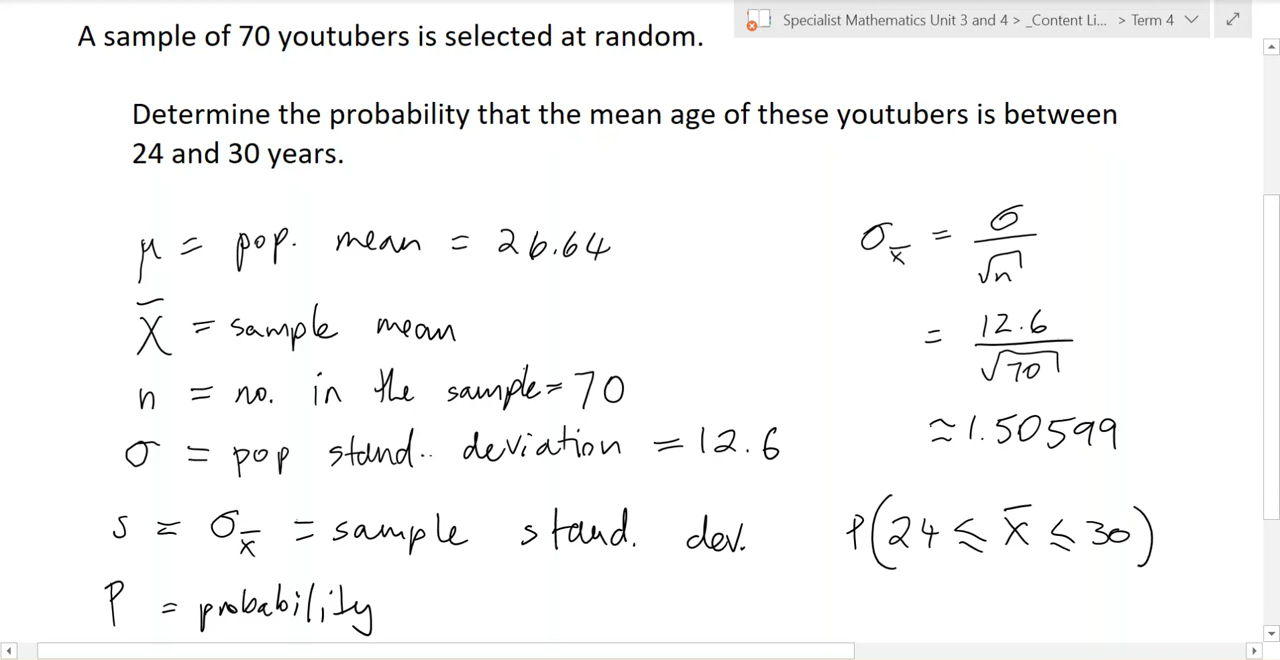 Specialist Mathematics Unit 3 and 4 > _Content Li... > Term 4
A sample of 70 youtubers is selected at random.
Determine the probability that the mean age of these youtubers is between
24 and 30 years.
μ = pop. mean = 26.64
X̄ = sample mean
n = no. in the sample = 70
σ = pop stand.. deviation = 12.6
s = σ_x̄ = sample stand. dev.
P = probability
σ_x̄ = σ/√n
= 12.6/√70
≈ 1.50599
P(24 ≤ X̄ ≤ 30)